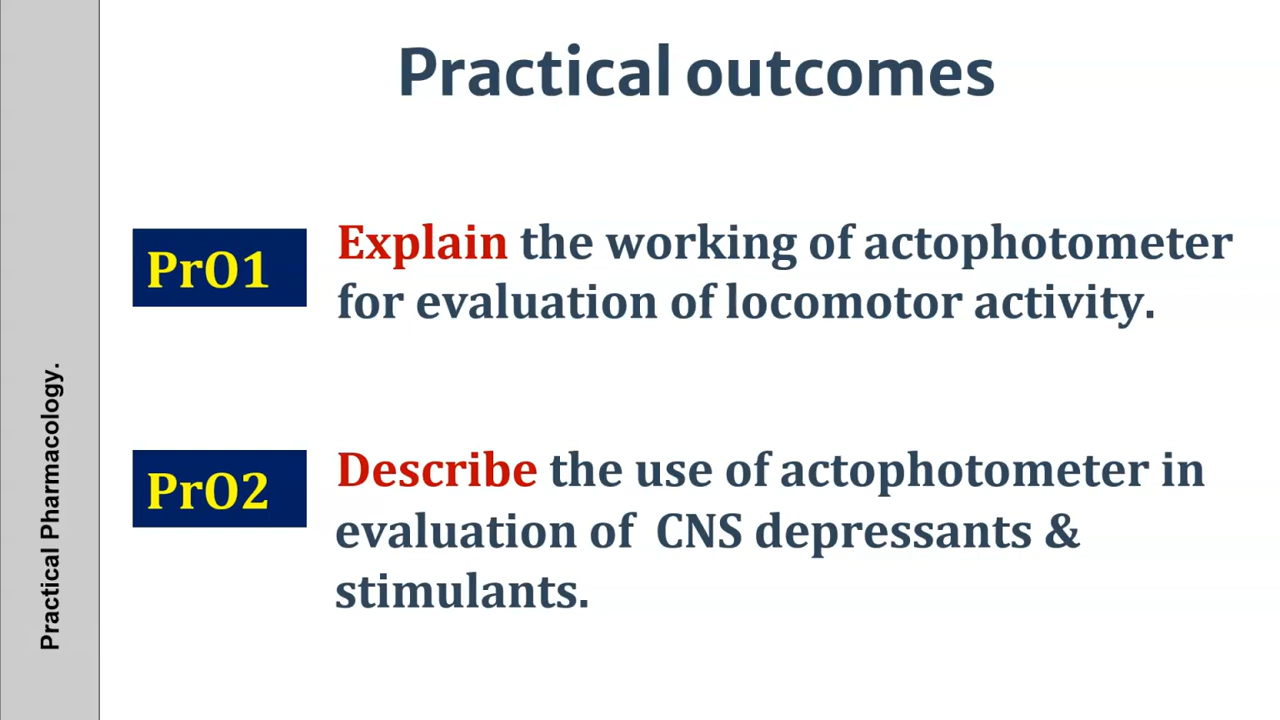 Practical outcomes
PrO1
Explain the working of actophotometer
for evaluation of locomotor activity.
PrO2
Describe the use of actophotometer in
evaluation of CNS depressants &
stimulants.
Practical Pharmacology.